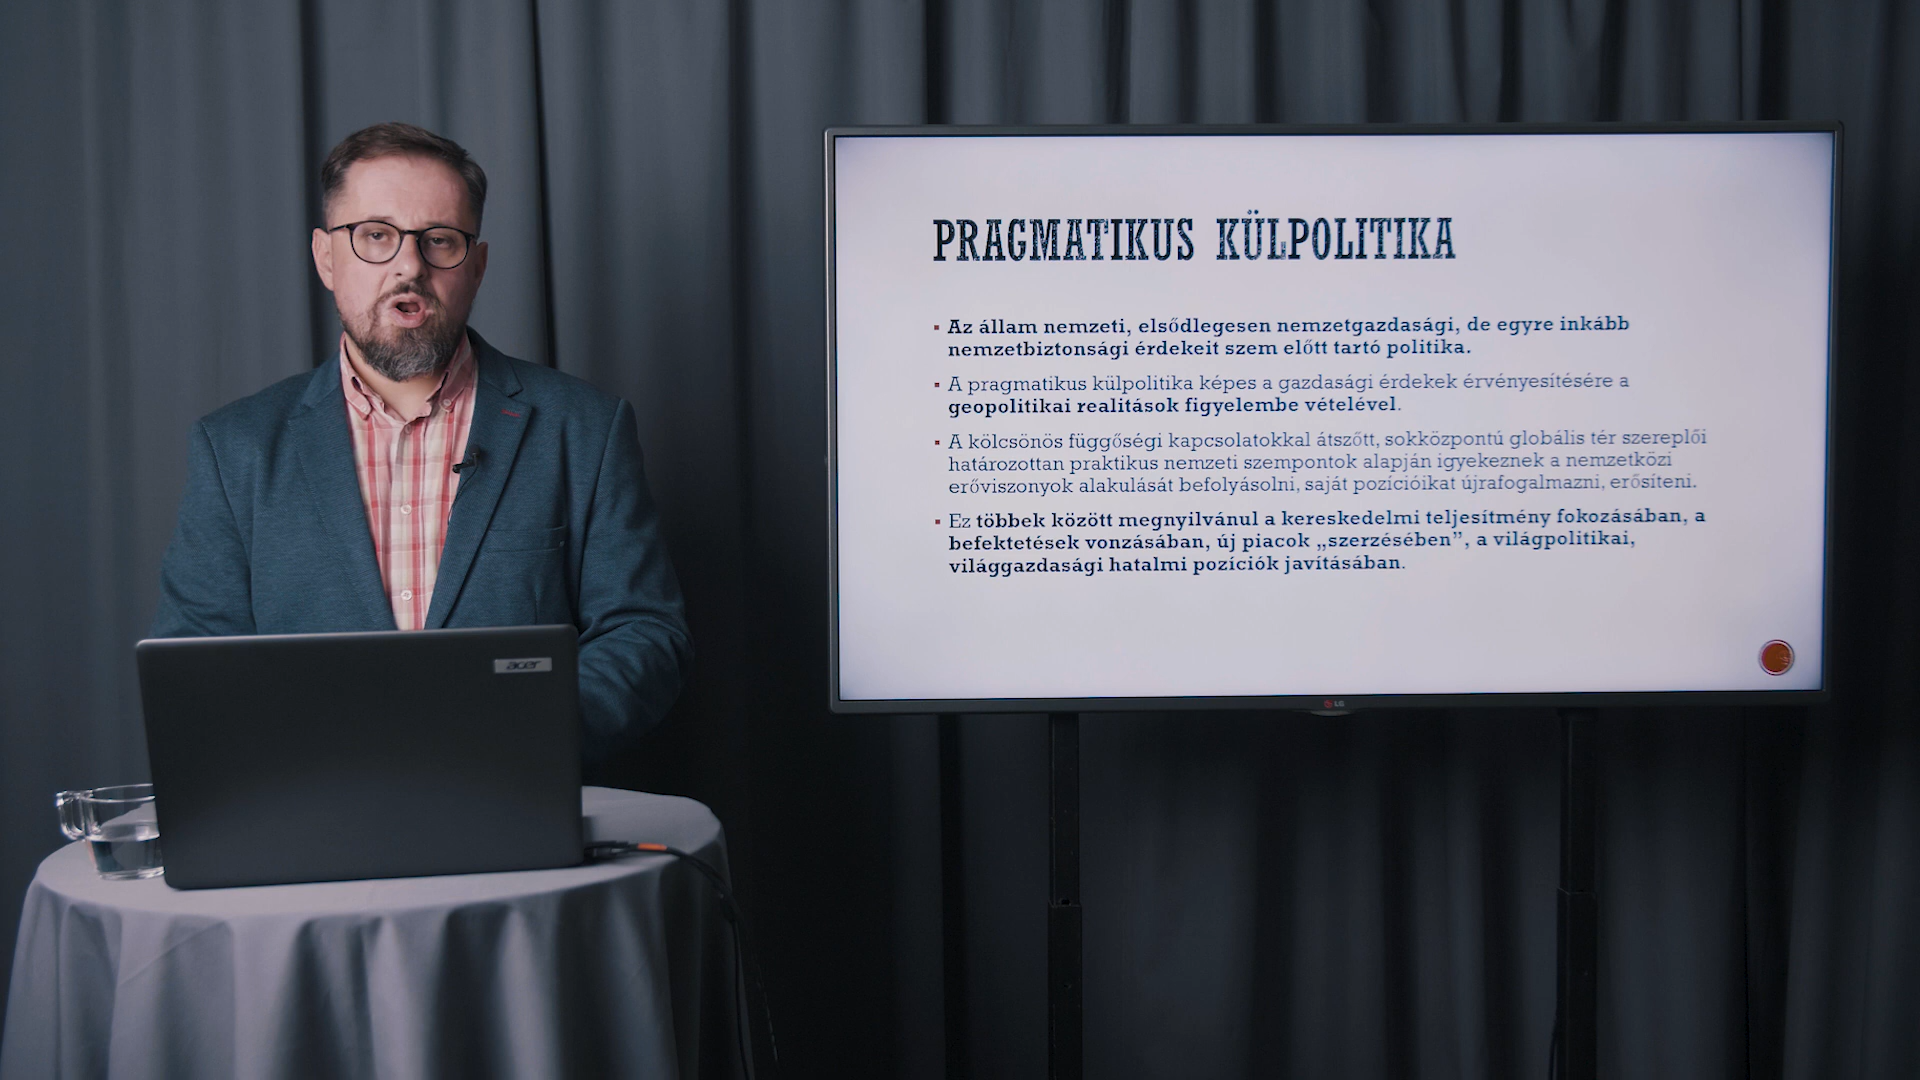 PRAGMATIKUS KÜLPOLITIKA
▪ Az állam nemzeti, elsődlegesen nemzetgazdasági, de egyre inkább
nemzetbiztonsági érdekeit szem előtt tartó politika.
▪ A pragmatikus külpolitika képes a gazdasági érdekek érvényesítésére a
geopolitikai realitások figyelembe vételével.
▪ A kölcsönös függőségi kapcsolatokkal átszőtt, sokközpontú globális tér szereplői
határozottan praktikus nemzeti szempontok alapján igyekeznek a nemzetközi
erőviszonyok alakulását befolyásolni, saját pozícióikat újrafogalmazni, erősíteni.
▪ Ez többek között megnyilvánul a kereskedelmi teljesítmény fokozásában, a
befektetések vonzásában, új piacok „szerzésében”, a világpolitikai,
világgazdasági hatalmi pozíciók javításában.
LG
acer